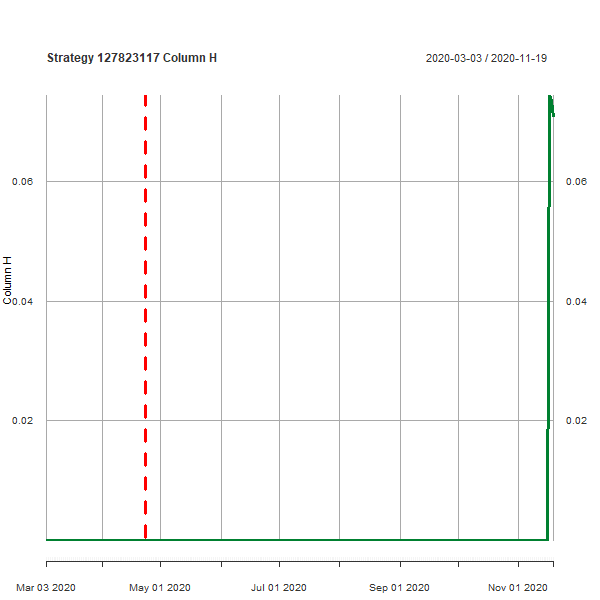 Strategy 127823117 Column H
2020-03-03 / 2020-11-19
0.06
0.06
Column H
0.04
0.04
0.02
0.02
Mar 03 2020
May 01 2020
Jul 01 2020
Sep 01 2020
Nov 01 2020